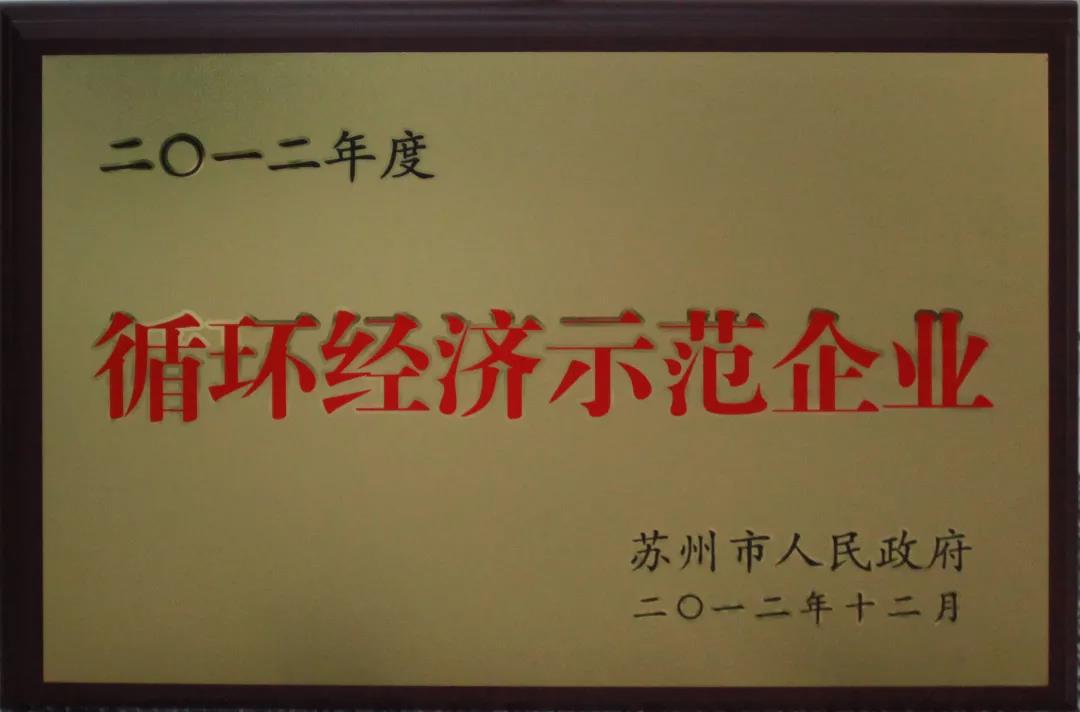 二〇一二年度
循环经济示范企业
苏州市人民政府
二〇一二年十二月